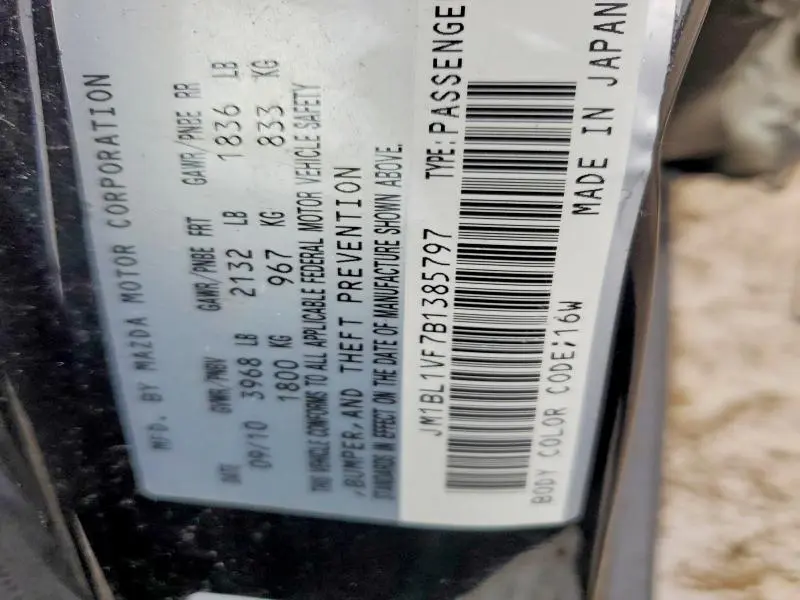 MFD. BY MAZDA MOTOR CORPORATION
DATE GVWR/PNBV GAWR/PNBE FRT GAWR/PNBE RR
09/10 3968 LB 2132 LB 1836 LB
1800 KG 967 KG 833 KG
THIS VEHICLE CONFORMS TO ALL APPLICABLE FEDERAL MOTOR VEHICLE SAFETY
,BUMPER,AND THEFT PREVENTION
STANDARDS IN EFFECT ON THE DATE OF MANUFACTURE SHOWN ABOVE.
JM1BL1VF7B1385797 TYPE:PASSENGE
BODY COLOR CODE;16W
MADE IN JAPAN